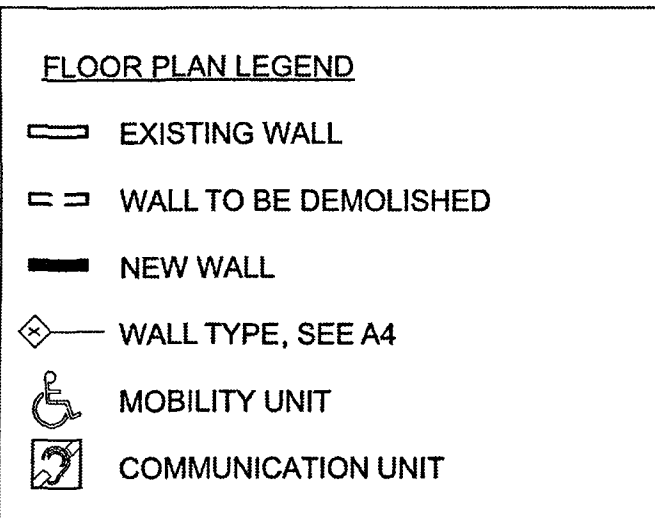 FLOOR PLAN LEGEND
EXISTING WALL
WALL TO BE DEMOLISHED
NEW WALL
X WALL TYPE, SEE A4
MOBILITY UNIT
COMMUNICATION UNIT